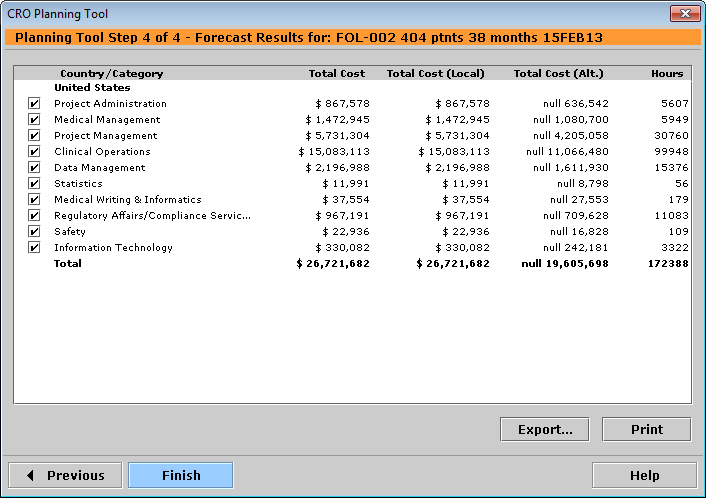 CRO Planning Tool
Planning Tool Step 4 of 4 - Forecast Results for: FOL-002 404 ptnts 38 months 15FEB13
Country/Category Total Cost Total Cost (Local) Total Cost (Alt.) Hours
United States
Project Administration $ 867,578 $ 867,578 null 636,542 5607
Medical Management $ 1,472,945 $ 1,472,945 null 1,080,700 5949
Project Management $ 5,731,304 $ 5,731,304 null 4,205,058 30760
Clinical Operations $ 15,083,113 $ 15,083,113 null 11,066,480 99948
Data Management $ 2,196,988 $ 2,196,988 null 1,611,930 15376
Statistics $ 11,991 $ 11,991 null 8,798 56
Medical Writing & Informatics $ 37,554 $ 37,554 null 27,553 179
Regulatory Affairs/Compliance Servic... $ 967,191 $ 967,191 null 709,628 11083
Safety $ 22,936 $ 22,936 null 16,828 109
Information Technology $ 330,082 $ 330,082 null 242,181 3322
Total $ 26,721,682 $ 26,721,682 null 19,605,698 172388
Export... Print
Previous Finish Help